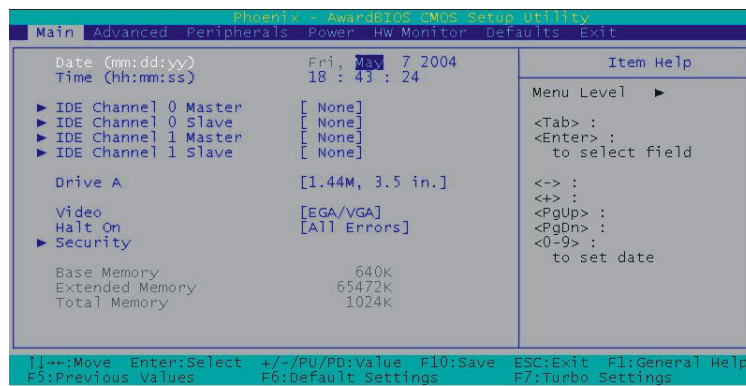 Phoenix - AwardBIOS CMOS Setup Utility
Main Advanced Peripherals Power HW Monitor Defaults Exit
Date (mm:dd:yy) Fri, May 7 2004
Time (hh:mm:ss) 18 : 43 : 24
► IDE Channel 0 Master [ None]
► IDE Channel 0 Slave [ None]
► IDE Channel 1 Master [ None]
► IDE Channel 1 Slave [ None]
Drive A [1.44M, 3.5 in.]
Video [EGA/VGA]
Halt On [All Errors]
► Security
Base Memory 640K
Extended Memory 65472K
Total Memory 1024K
Item Help
Menu Level ►
<Tab> :
<Enter> :
to select field
<-> :
<+> :
<PgUp> :
<PgDn> :
<0-9> :
to set date
↑↓→←:Move Enter:Select +/-/PU/PD:Value F10:Save ESC:Exit F1:General Help
F5:Previous Values F6:Default Settings F7:Turbo Settings